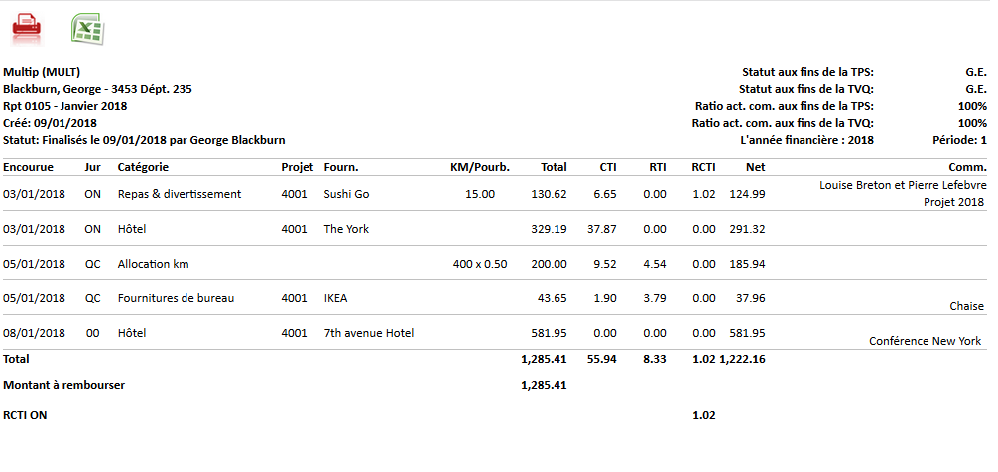 Multip (MULT) Statut aux fins de la TPS: G.E.
Blackburn, George - 3453 Dépt. 235 Statut aux fins de la TVQ: G.E.
Rpt 0105 - Janvier 2018 Ratio act. com. aux fins de la TPS: 100%
Créé: 09/01/2018 Ratio act. com. aux fins de la TVQ: 100%
Statut: Finalisés le 09/01/2018 par George Blackburn L'année financière : 2018 Période: 1
Encourue Jur Catégorie Projet Fourn. KM/Pourb. Total CTI RTI RCTI Net Comm.
03/01/2018 ON Repas & divertissement 4001 Sushi Go 15.00 130.62 6.65 0.00 1.02 124.99 Louise Breton et Pierre Lefebvre
Projet 2018
03/01/2018 ON Hôtel 4001 The York 329.19 37.87 0.00 0.00 291.32
05/01/2018 QC Allocation km 400 x 0.50 200.00 9.52 4.54 0.00 185.94
05/01/2018 QC Fournitures de bureau 4001 IKEA 43.65 1.90 3.79 0.00 37.96
Chaise
08/01/2018 00 Hôtel 4001 7th avenue Hotel 581.95 0.00 0.00 0.00 581.95
Conférence New York
Total 1,285.41 55.94 8.33 1.02 1,222.16
Montant à rembourser 1,285.41
RCTI ON 1.02